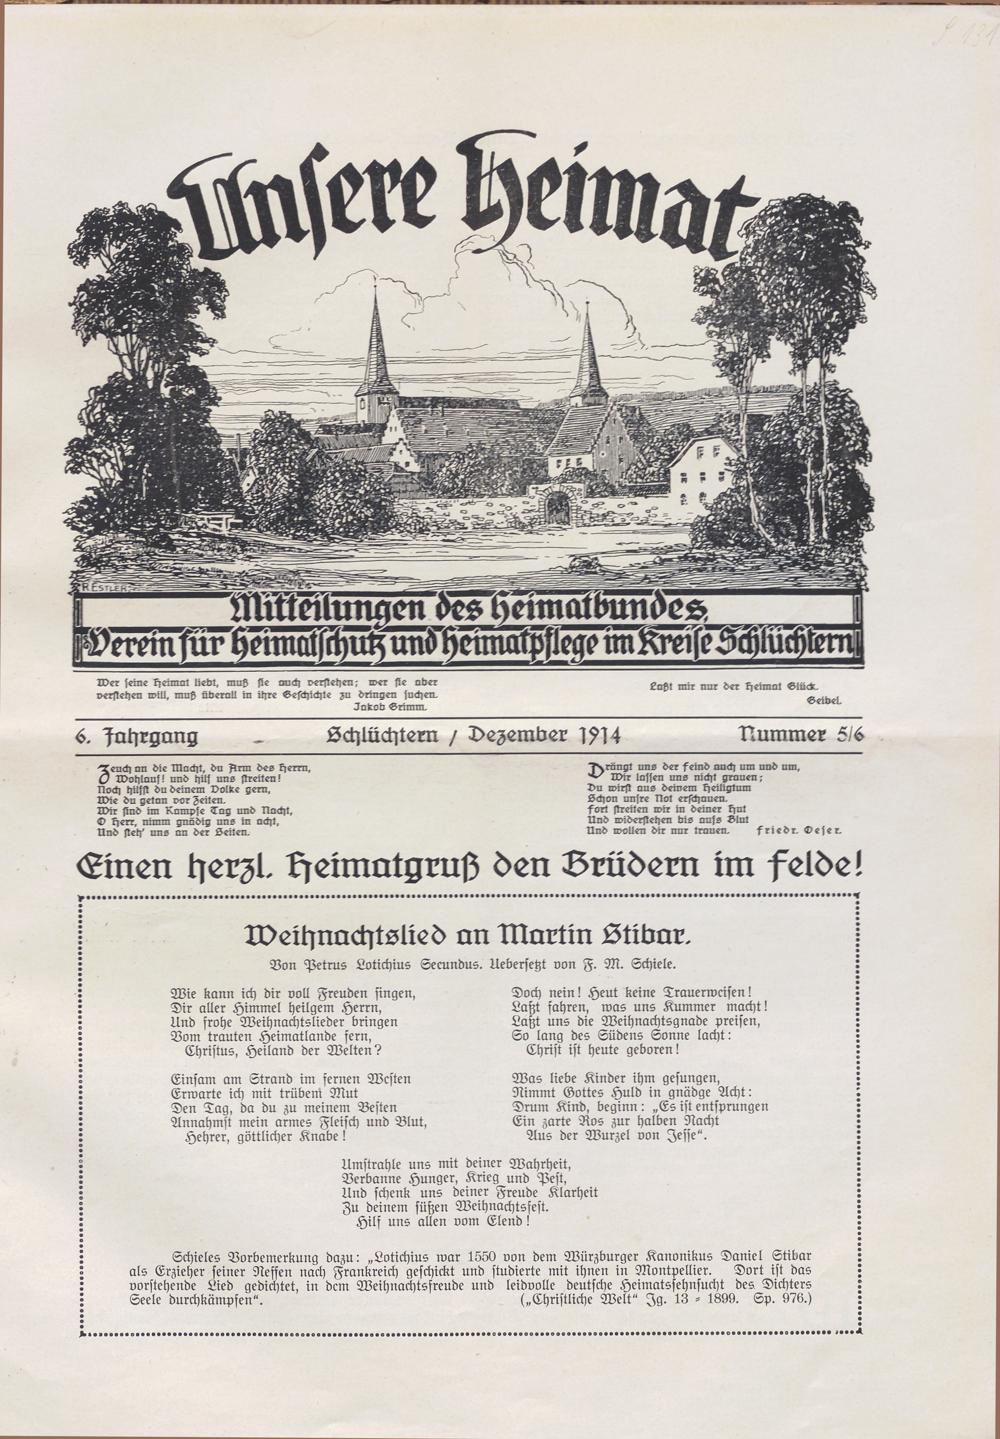 Unsere Heimat
R. ESTLER.
Mitteilungen des Heimatbundes,
Verein für Heimatschutz und Heimatpflege im Kreise Schlüchtern
Wer seine Heimat liebt, muß sie auch verstehen; wer sie aber
verstehen will, muß überall in ihre Geschichte zu dringen suchen.
Jakob Grimm.
Laßt mir nur der Heimat Glück.
Geibel.
6. Jahrgang Schlüchtern / Dezember 1914 Nummer 5/6
Zeuch an die Macht, du Arm des Herrn,
Wohlauf! und hilf uns streiten!
Noch hilfst du deinem Volke gern,
Wie du getan vor Zeiten.
Wir sind im Kampfe Tag und Nacht,
O Herr, nimm gnädig uns in acht,
Und steh' uns an der Seiten.
Drängt uns der Feind auch um und um,
Wir lassen uns nicht grauen;
Du wirst aus deinem Heiligtum
Schon unsre Not erschauen.
Fort streiten wir in deiner Hut
Und widerstehen bis aufs Blut
Und wollen dir nur trauen. Friedr. Oeser.
Einen herzl. Heimatgruß den Brüdern im Felde!
Weihnachtslied an Martin Stibar.
Von Petrus Lotichius Secundus. Uebersetzt von F. M. Schiele.
Wie kann ich dir voll Freuden singen,
Dir aller Himmel heilgem Herrn,
Und frohe Weihnachtslieder bringen
Vom trauten Heimatlande fern,
Christus, Heiland der Welten?
Einsam am Strand im fernen Westen
Erwarte ich mit trübem Mut
Den Tag, da du zu meinem Besten
Annahmst mein armes Fleisch und Blut,
Hehrer, göttlicher Knabe!
Doch nein! Heut keine Trauerweisen!
Laßt fahren, was uns Kummer macht!
Laßt uns die Weihnachtsgnade preisen,
So lang des Südens Sonne lacht:
Christ ist heute geboren!
Was liebe Kinder ihm gesungen,
Nimmt Gottes Huld in gnädge Acht:
Drum Kind, beginn: „Es ist entsprungen
Ein zarte Ros zur halben Nacht
Aus der Wurzel von Jesse“.
Umstrahle uns mit deiner Wahrheit,
Verbanne Hunger, Krieg und Pest,
Und schenk uns deiner Freude Klarheit
Zu deinem süßen Weihnachtsfest.
Hilf uns allen vom Elend!
Schieles Vorbemerkung dazu: „Lotichius war 1550 von dem Würzburger Kanonikus Daniel Stibar
als Erzieher seiner Neffen nach Frankreich geschickt und studierte mit ihnen in Montpellier. Dort ist das
vorstehende Lied gedichtet, in dem Weihnachtsfreude und leidvolle deutsche Heimatsehnsucht des Dichters
Seele durchkämpfen“. („Christliche Welt“ Jg. 13 = 1899. Sp. 976.)